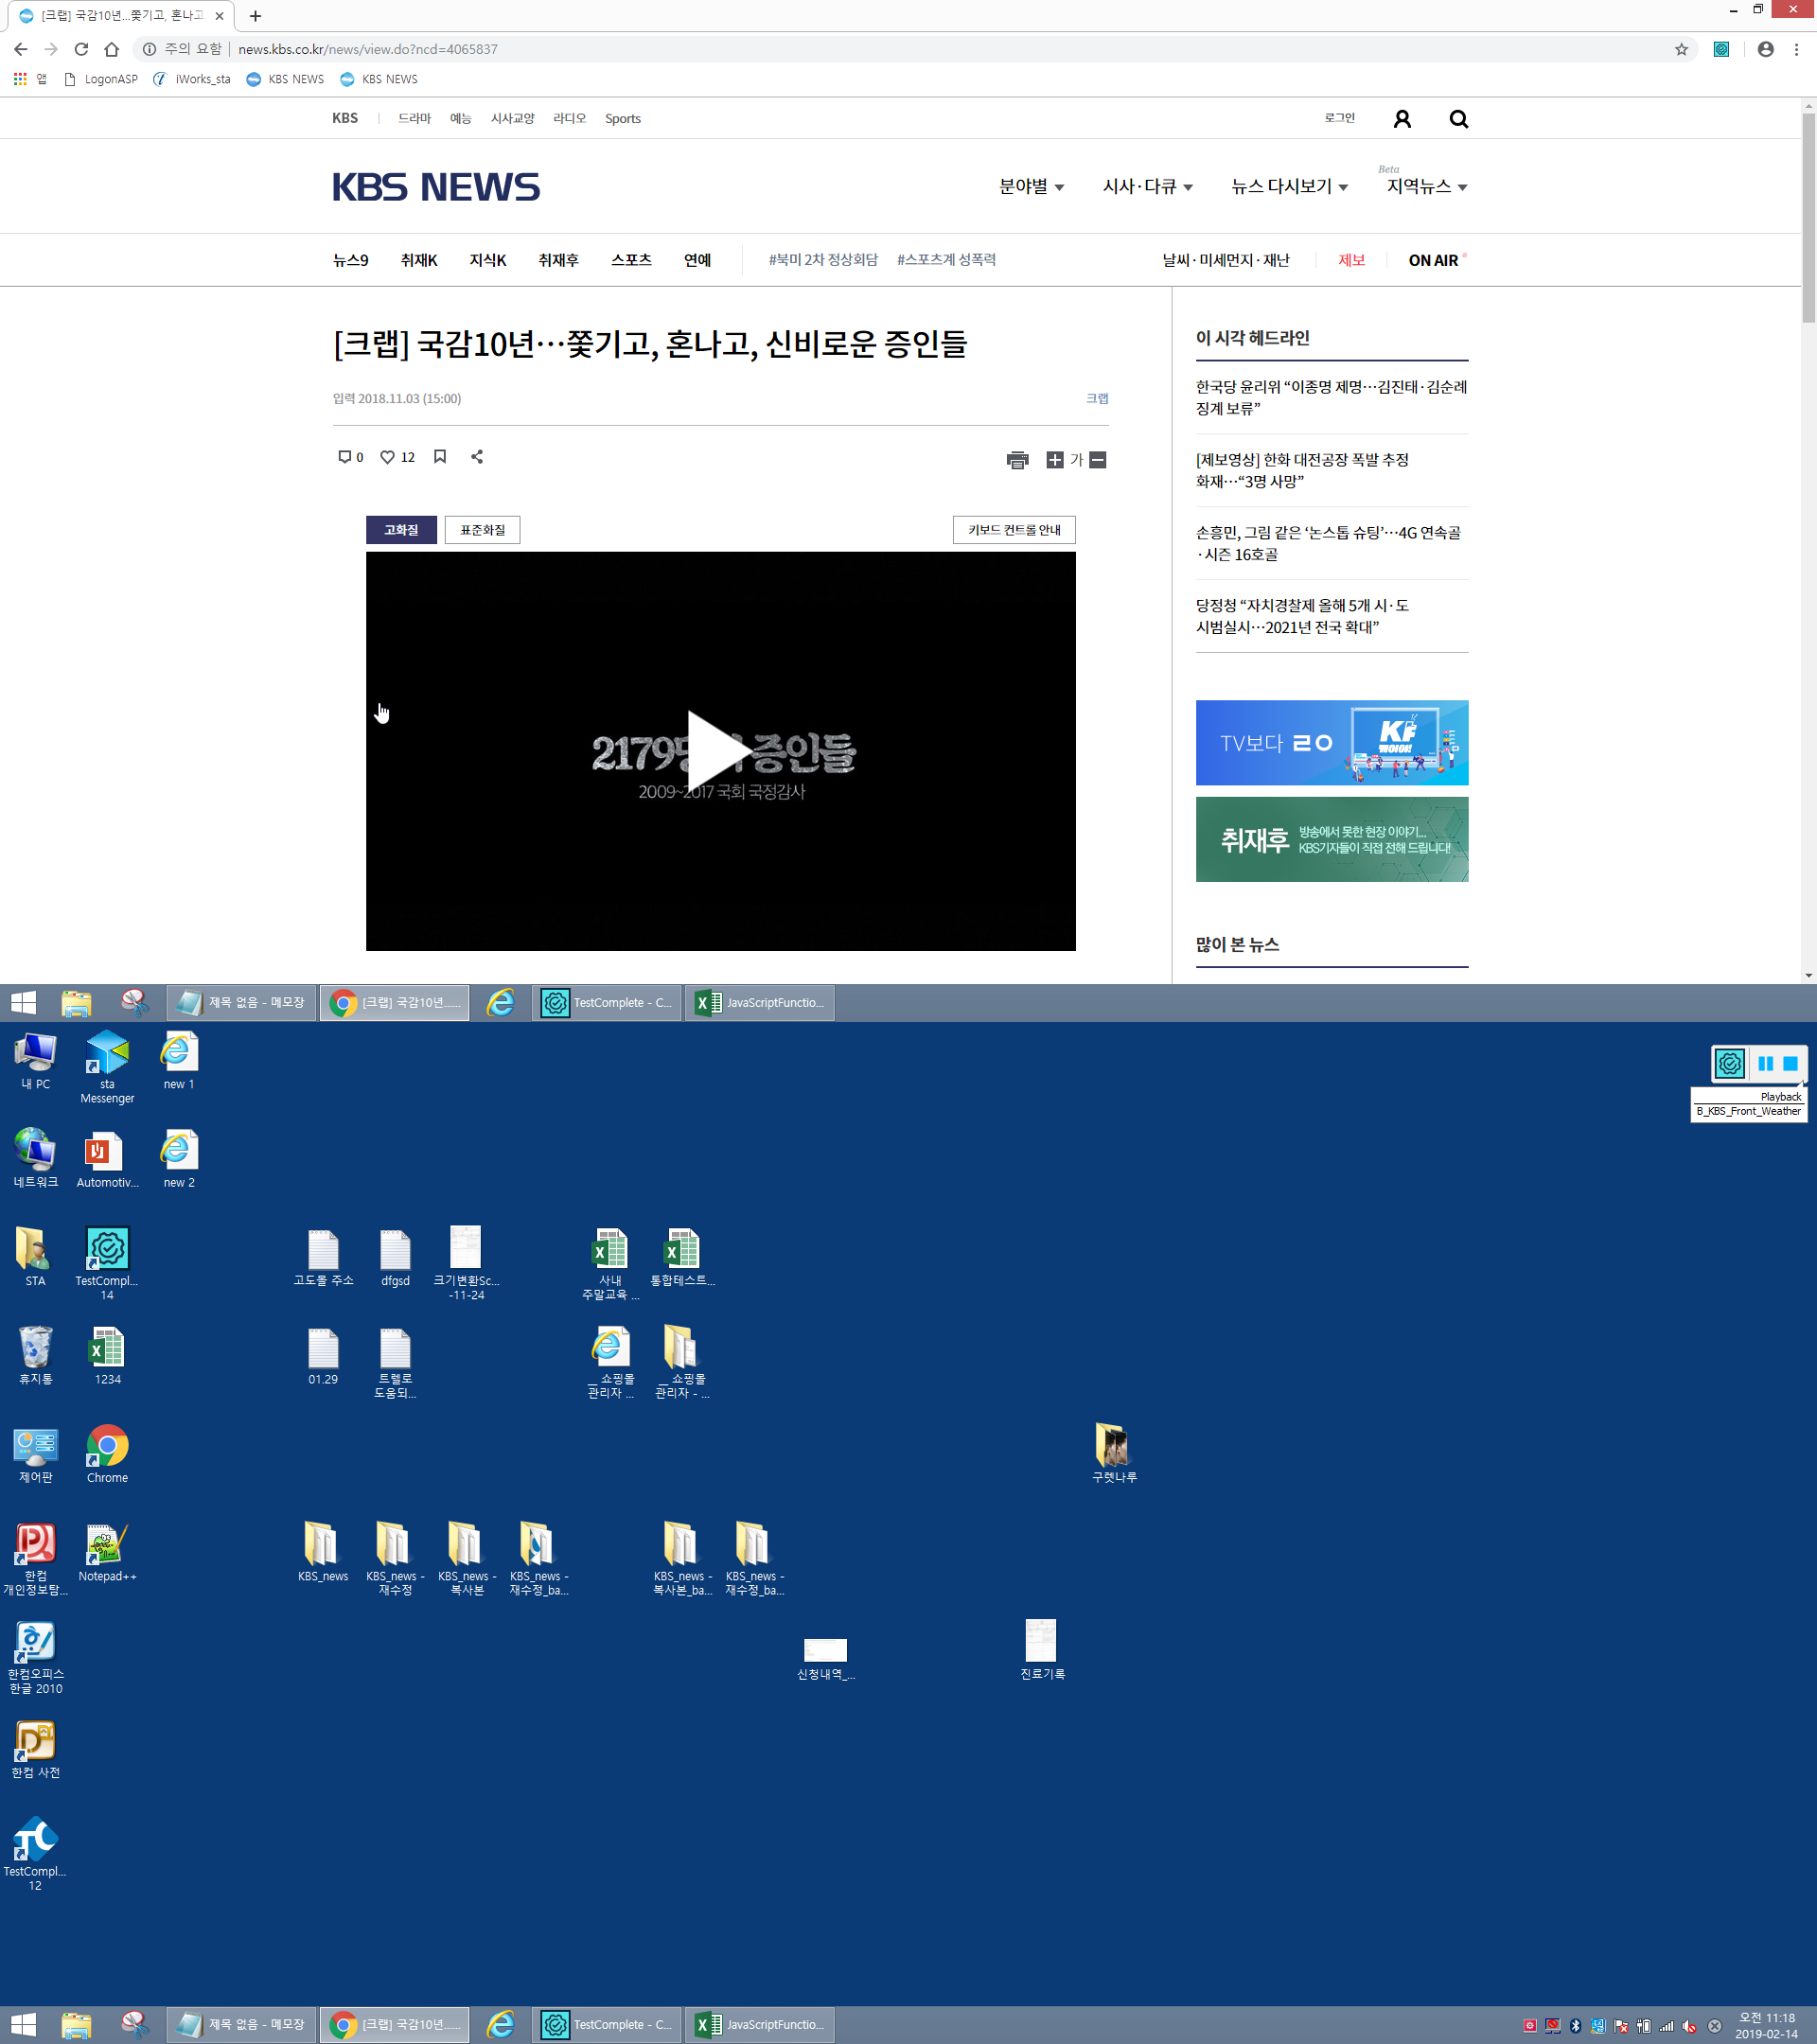 [크랩] 국감10년...쫓기고, 혼나고
주의 요함 | news.kbs.co.kr/news/view.do?ncd=4065837
앱 LogonASP iWorks_sta KBS NEWS KBS NEWS
KBS 드라마 예능 시사교양 라디오 Sports 로그인
Beta
KBS NEWS 분야별 시사·다큐 뉴스 다시보기 지역뉴스
뉴스9 취재K 지식K 취재후 스포츠 연예 #북미 2차 정상회담 #스포츠계 성폭력 날씨·미세먼지·재난 제보 ON AIR
[크랩] 국감10년…쫓기고, 혼나고, 신비로운 증인들
입력 2018.11.03 (15:00) 크랩
0 12 가
고화질 표준화질 키보드 컨트롤 안내
증인들
2009~2017 국회 국정감사
이 시각 헤드라인
한국당 윤리위 “이종명 제명…김진태·김순례
징계 보류”
[제보영상] 한화 대전공장 폭발 추정
화재…“3명 사망”
손흥민, 그림 같은 ‘논스톱 슈팅’…4G 연속골
·시즌 16호골
당정청 “자치경찰제 올해 5개 시·도
시범실시…2021년 전국 확대”
TV보다 ㄹㅇ
KF
케이야!
취재후
방송에서 못한 현장 이야기...
KBS기자들이 직접 전해 드립니다!
많이 본 뉴스
제목 없음 - 메모장 [크랩] 국감10년...... TestComplete - C... JavaScriptFunctio...
Playback
B_KBS_Front_Weather
내 PC
sta
Messenger
new 1
네트워크
Automotiv...
new 2
STA
TestCompl...
14
고도몰 주소
dfgsd
크기변환Sc...
-11-24
사내
주말교육 ...
통합테스트...
휴지통
1234
01.29
트렐로
도움되...
__ 쇼핑몰
관리자 ...
__ 쇼핑몰
관리자 - ...
제어판
Chrome
구렛나루
한컴
개인정보탐...
Notepad++
KBS_news
KBS_news -
재수정
KBS_news -
복사본
KBS_news -
재수정_ba...
KBS_news -
복사본_ba...
KBS_news -
재수정_ba...
한컴오피스
한글 2010
신청내역_...
진료기록
한컴 사전
TestCompl...
12
제목 없음 - 메모장 [크랩] 국감10년...... TestComplete - C... JavaScriptFunctio...
오전 11:18
2019-02-14